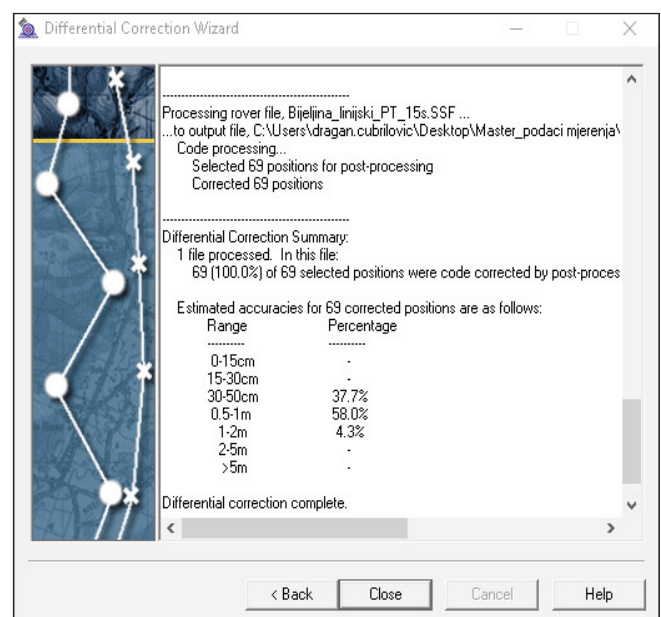 Differential Correction Wizard
--------------------------------------------------
Processing rover file, Bijeljina_linijski_PT_15s.SSF ...
...to output file, C:\Users\dragan.cubrilovic\Desktop\Master_podaci mjerenja\
Code processing...
Selected 69 positions for post-processing
Corrected 69 positions
--------------------------------------------------
Differential Correction Summary:
1 file processed. In this file:
69 (100.0%) of 69 selected positions were code corrected by post-proces
Estimated accuracies for 69 corrected positions are as follows:
Range Percentage
---------- ----------
0-15cm -
15-30cm -
30-50cm 37.7%
0.5-1m 58.0%
1-2m 4.3%
2-5m -
>5m -
Differential correction complete.
< Back Close Cancel Help